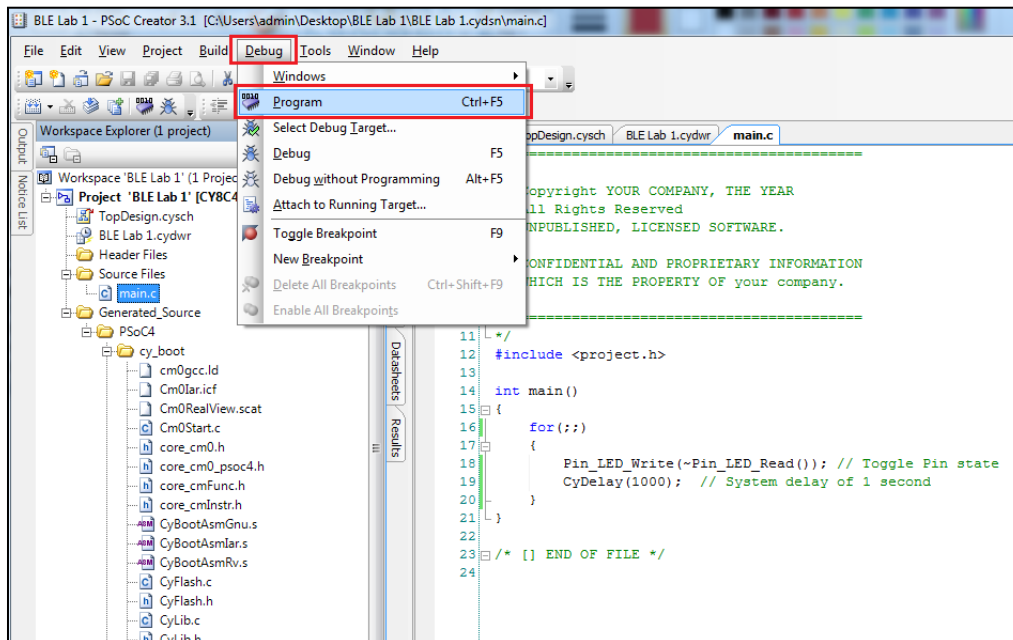 BLE Lab 1 - PSoC Creator 3.1 [C:\Users\admin\Desktop\BLE Lab 1\BLE Lab 1.cydsn\main.c]
File Edit View Project Build Debug Tools Window Help
Windows
Program Ctrl+F5
Select Debug Target...
Debug F5
Debug without Programming Alt+F5
Attach to Running Target...
Toggle Breakpoint F9
New Breakpoint
Delete All Breakpoints Ctrl+Shift+F9
Enable All Breakpoints
Output
Notice List
Workspace Explorer (1 project)
Workspace 'BLE Lab 1' (1 Projec
Project 'BLE Lab 1' [CY8C4
TopDesign.cysch
BLE Lab 1.cydwr
Header Files
Source Files
main.c
Generated_Source
PSoC4
cy_boot
cm0gcc.ld
Cm0Iar.icf
Cm0RealView.scat
Cm0Start.c
core_cm0.h
core_cm0_psoc4.h
core_cmFunc.h
core_cmInstr.h
CyBootAsmGnu.s
CyBootAsmIar.s
CyBootAsmRv.s
CyFlash.c
CyFlash.h
CyLib.c
CyLib.h
Datasheets
Results
opDesign.cysch BLE Lab 1.cydwr main.c
========================================
opyright YOUR COMPANY, THE YEAR
ll Rights Reserved
NPUBLISHED, LICENSED SOFTWARE.
ONFIDENTIAL AND PROPRIETARY INFORMATION
HICH IS THE PROPERTY OF your company.
========================================
11 */
12 #include <project.h>
13
14 int main()
15 {
16 for(;;)
17 {
18 Pin_LED_Write(~Pin_LED_Read()); // Toggle Pin state
19 CyDelay(1000); // System delay of 1 second
20 }
21 }
22
23 /* [] END OF FILE */
24